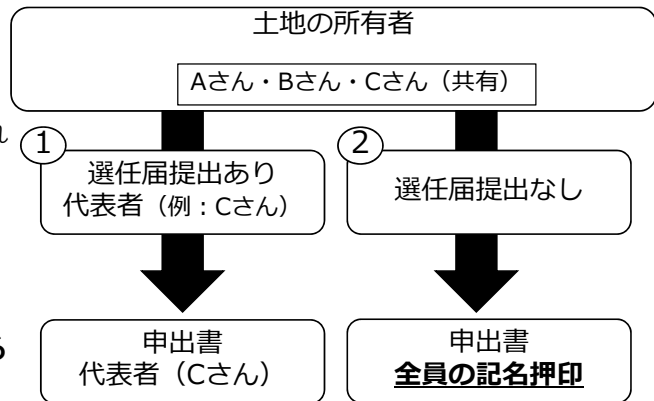 土地の所有者
Aさん・Bさん・Cさん（共有）
れ
①
選任届提出あり
代表者（例：Cさん）
②
選任届提出なし
る
申出書
代表者（Cさん）
申出書
全員の記名押印